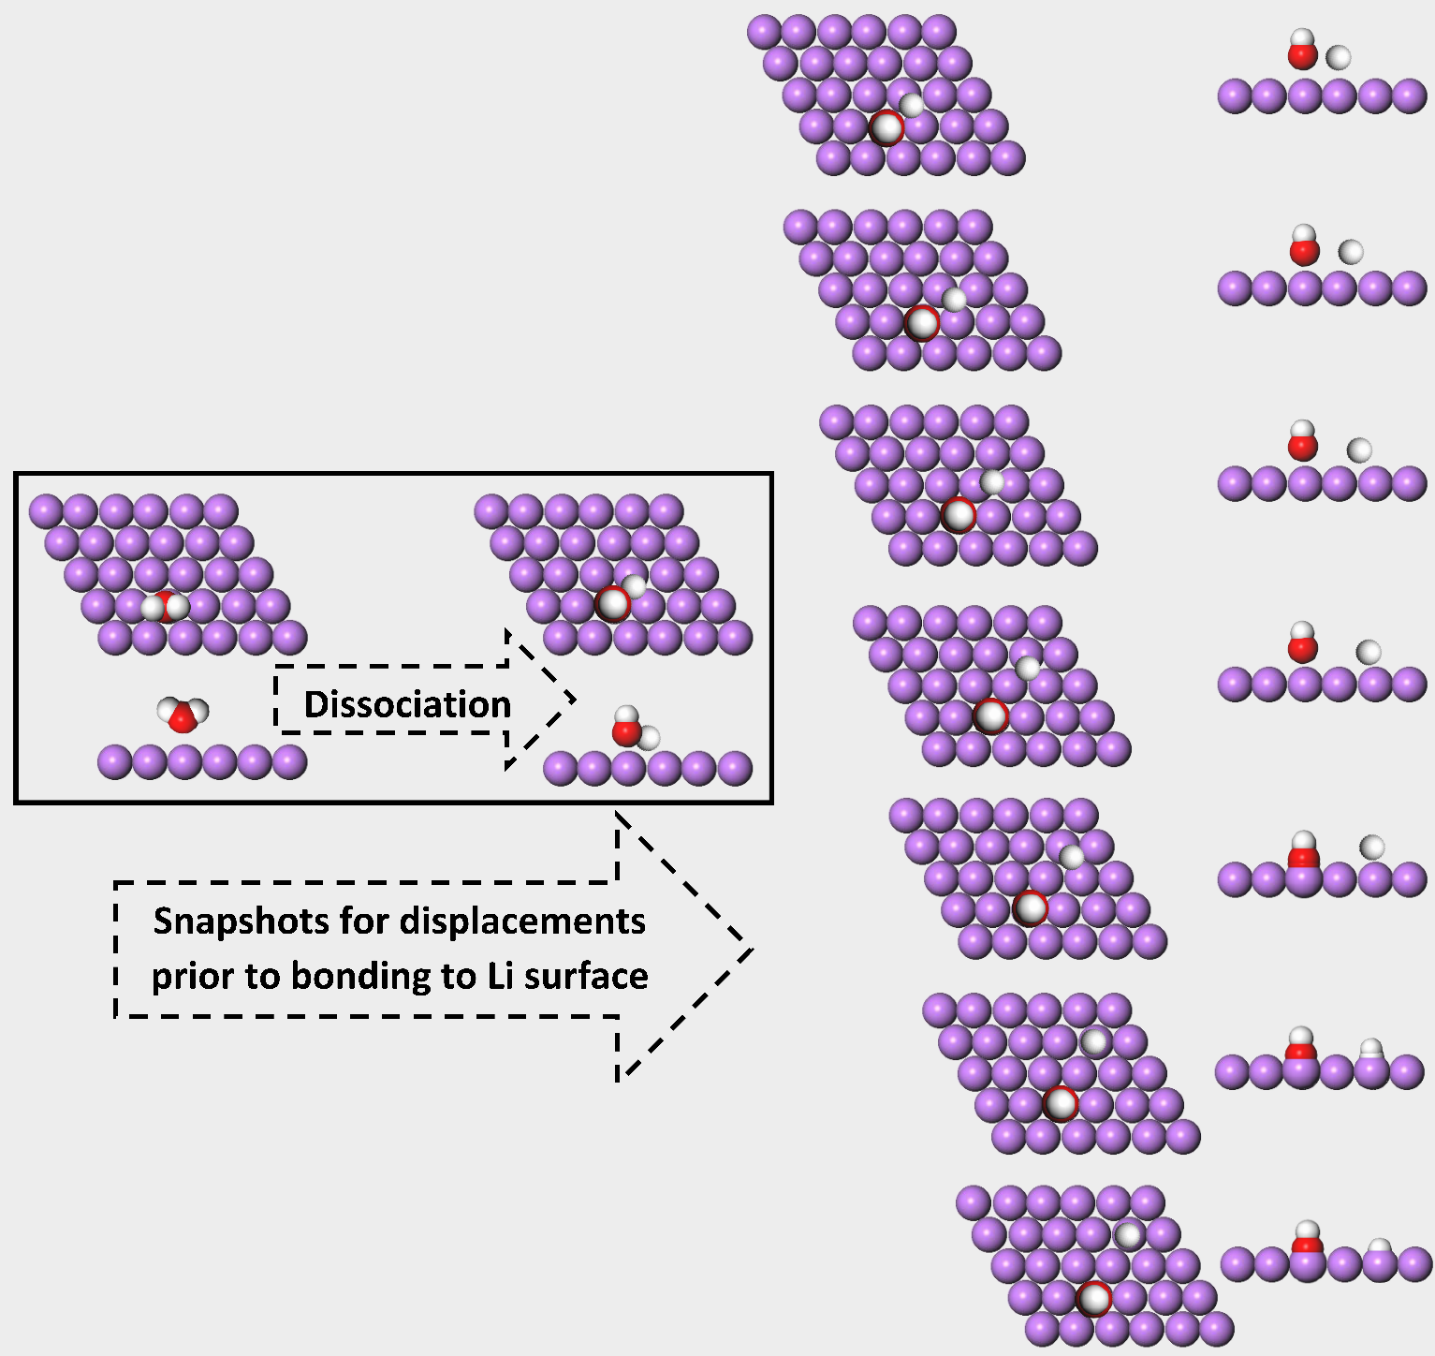 Dissociation
Snapshots for displacements
prior to bonding to Li surface